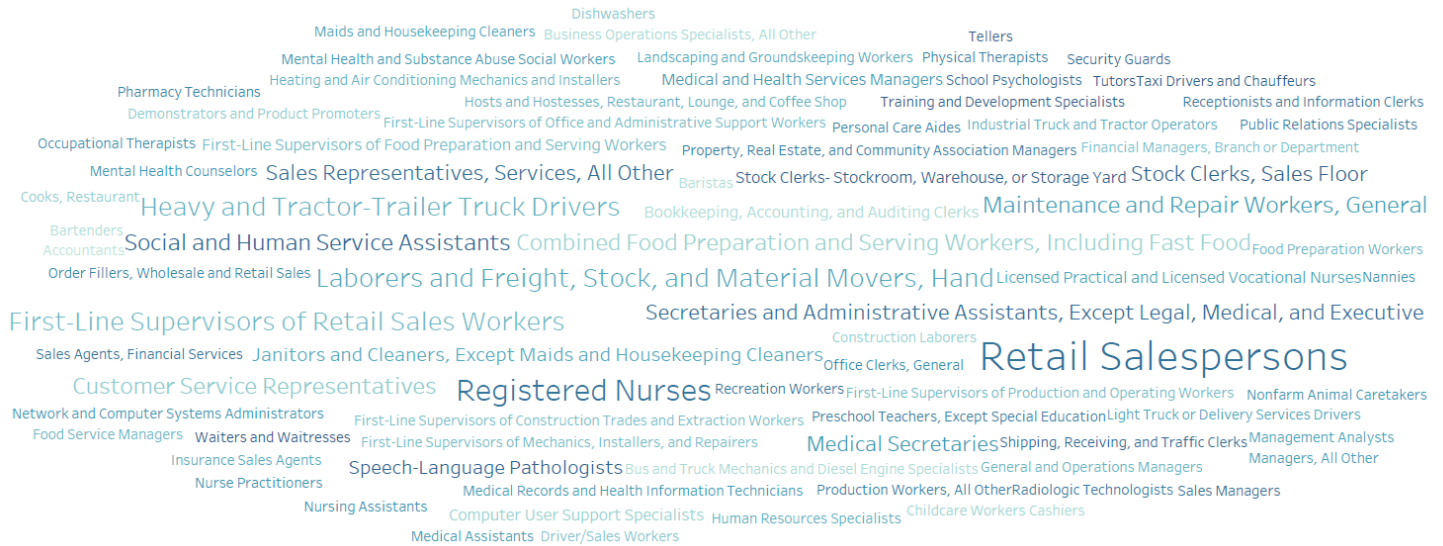 Dishwashers
Maids and Housekeeping Cleaners Business Operations Specialists, All Other Tellers
Mental Health and Substance Abuse Social Workers Landscaping and Groundskeeping Workers Physical Therapists Security Guards
Heating and Air Conditioning Mechanics and Installers Medical and Health Services Managers School Psychologists Tutors Taxi Drivers and Chauffeurs
Pharmacy Technicians Hosts and Hostesses, Restaurant, Lounge, and Coffee Shop Training and Development Specialists Receptionists and Information Clerks
Demonstrators and Product Promoters First-Line Supervisors of Office and Administrative Support Workers Personal Care Aides Industrial Truck and Tractor Operators Public Relations Specialists
Occupational Therapists First-Line Supervisors of Food Preparation and Serving Workers Property, Real Estate, and Community Association Managers Financial Managers, Branch or Department
Mental Health Counselors Sales Representatives, Services, All Other Baristas Stock Clerks- Stockroom, Warehouse, or Storage Yard Stock Clerks, Sales Floor
Cooks, Restaurant Heavy and Tractor-Trailer Truck Drivers Bookkeeping, Accounting, and Auditing Clerks Maintenance and Repair Workers, General
Bartenders
Accountants Social and Human Service Assistants Combined Food Preparation and Serving Workers, Including Fast Food Food Preparation Workers
Order Fillers, Wholesale and Retail Sales Laborers and Freight, Stock, and Material Movers, Hand Licensed Practical and Licensed Vocational Nurses Nannies
First-Line Supervisors of Retail Sales Workers Secretaries and Administrative Assistants, Except Legal, Medical, and Executive
Construction Laborers
Sales Agents, Financial Services Janitors and Cleaners, Except Maids and Housekeeping Cleaners Office Clerks, General Retail Salespersons
Customer Service Representatives Registered Nurses Recreation Workers First-Line Supervisors of Production and Operating Workers Nonfarm Animal Caretakers
Network and Computer Systems Administrators First-Line Supervisors of Construction Trades and Extraction Workers Preschool Teachers, Except Special Education Light Truck or Delivery Services Drivers
Food Service Managers Waiters and Waitresses First-Line Supervisors of Mechanics, Installers, and Repairers Medical Secretaries Shipping, Receiving, and Traffic Clerks Management Analysts
Insurance Sales Agents Speech-Language Pathologists Bus and Truck Mechanics and Diesel Engine Specialists General and Operations Managers Managers, All Other
Nurse Practitioners Medical Records and Health Information Technicians Production Workers, All Other Radiologic Technologists Sales Managers
Nursing Assistants Computer User Support Specialists Human Resources Specialists Childcare Workers Cashiers
Medical Assistants Driver/Sales Workers